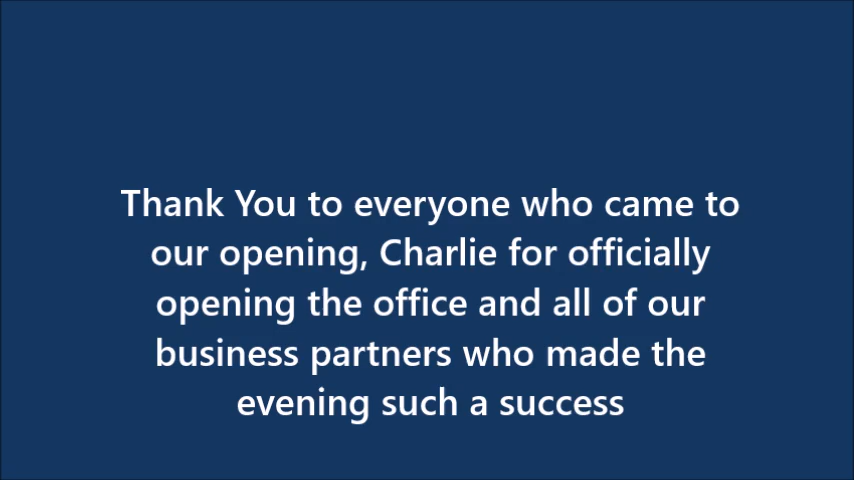 Thank You to everyone who came to
our opening, Charlie for officially
opening the office and all of our
business partners who made the
evening such a success